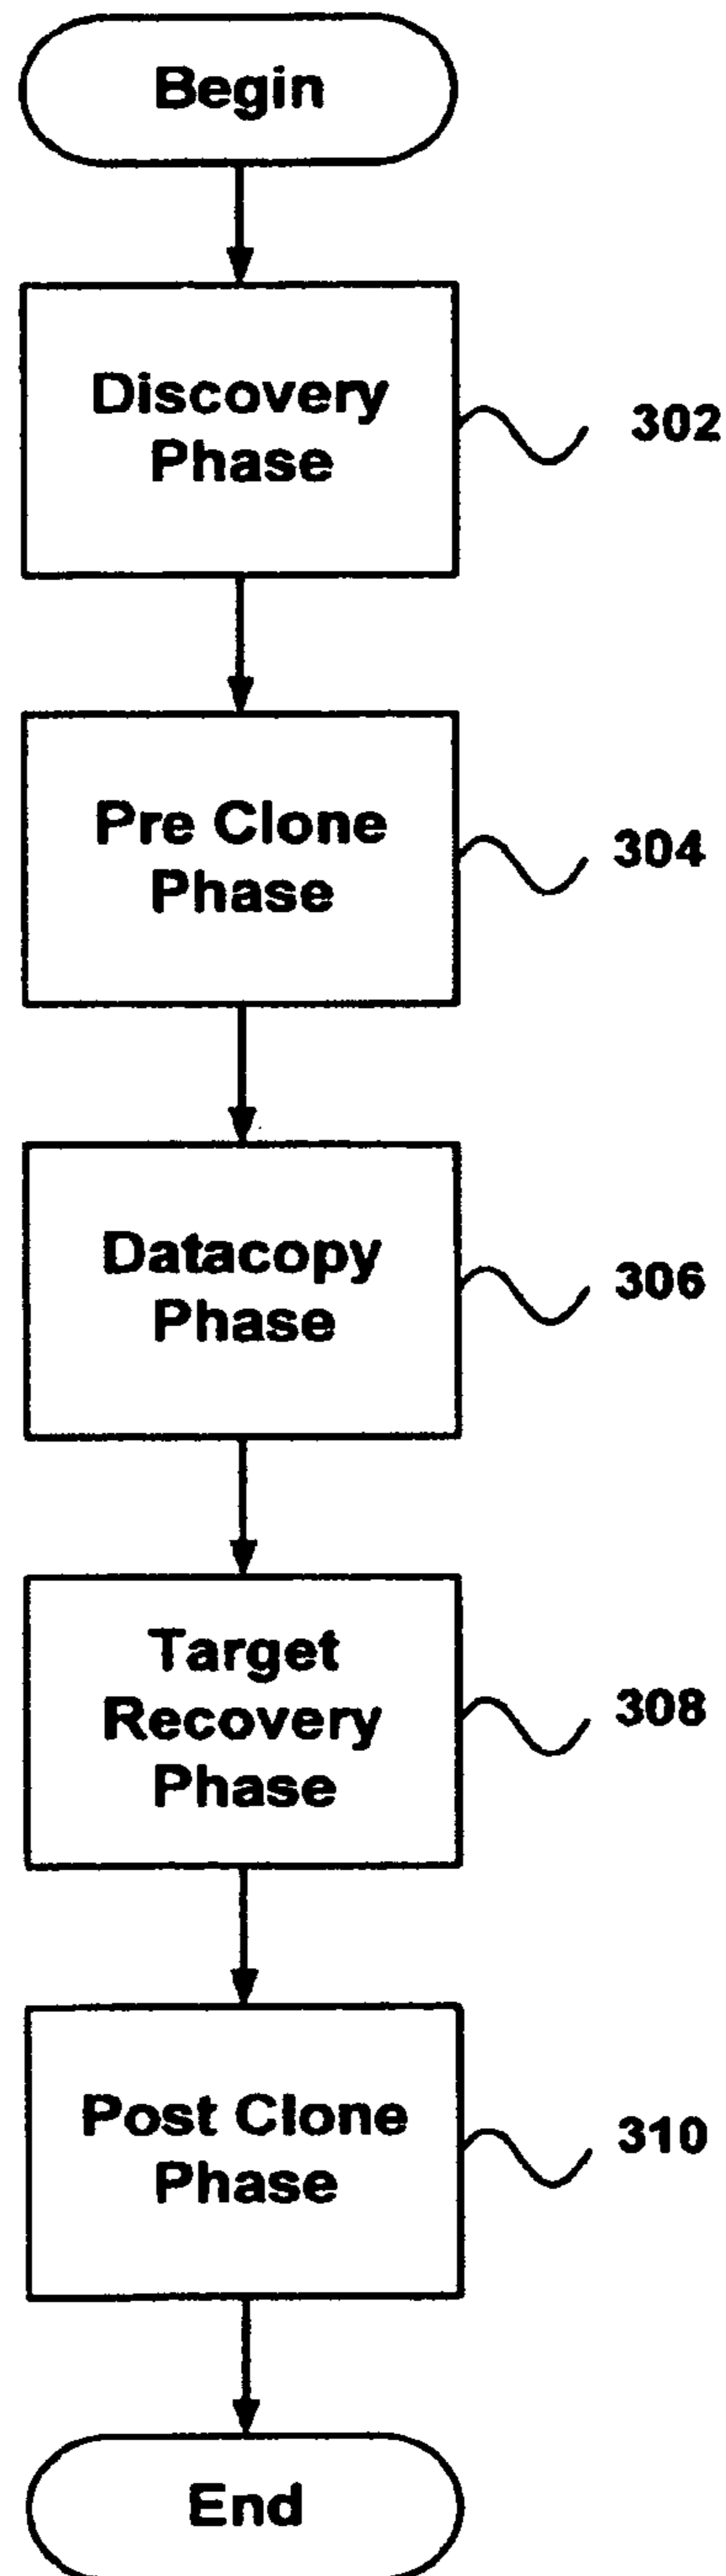 Begin
Discovery
Phase
302
Pre Clone
Phase
304
Datacopy
Phase
306
Target
Recovery
Phase
308
Post Clone
Phase
310
End